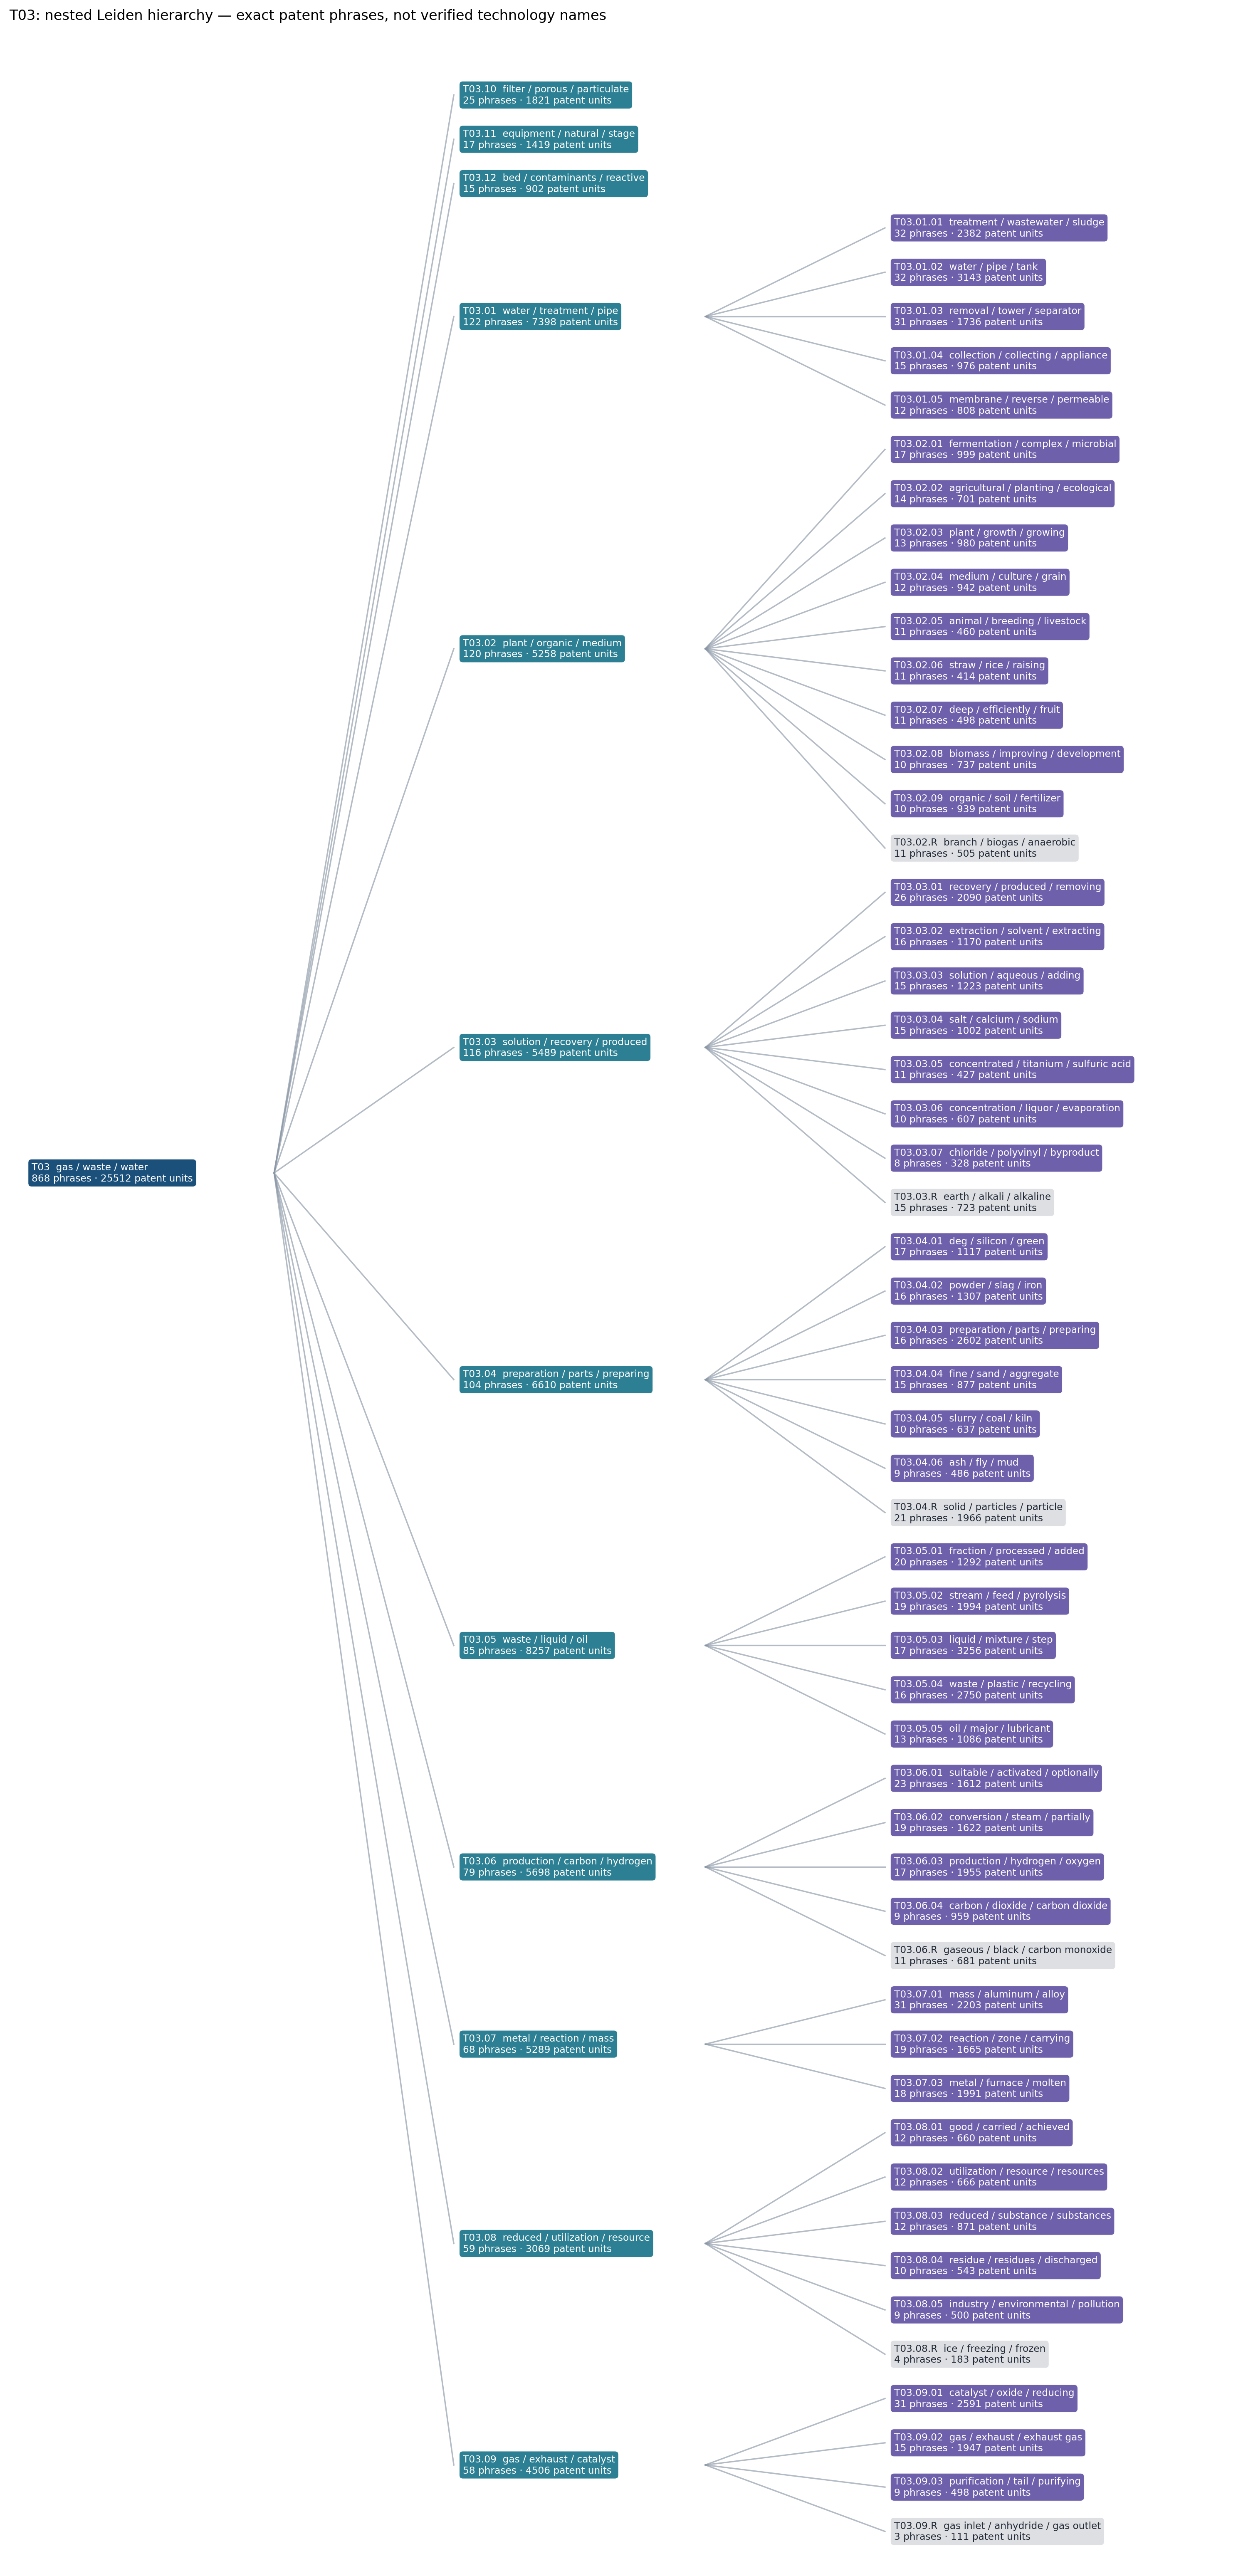 T03: nested Leiden hierarchy — exact patent phrases, not verified technology names
T03.10  filter / porous / particulate
25 phrases · 1821 patent units
T03.11  equipment / natural / stage
17 phrases · 1419 patent units
T03.12  bed / contaminants / reactive
15 phrases · 902 patent units
T03.01.01  treatment / wastewater / sludge
32 phrases · 2382 patent units
T03.01.02  water / pipe / tank
32 phrases · 3143 patent units
T03.01  water / treatment / pipe
122 phrases · 7398 patent units
T03.01.03  removal / tower / separator
31 phrases · 1736 patent units
T03.01.04  collection / collecting / appliance
15 phrases · 976 patent units
T03.01.05  membrane / reverse / permeable
12 phrases · 808 patent units
T03.02.01  fermentation / complex / microbial
17 phrases · 999 patent units
T03.02.02  agricultural / planting / ecological
14 phrases · 701 patent units
T03.02.03  plant / growth / growing
13 phrases · 980 patent units
T03.02.04  medium / culture / grain
12 phrases · 942 patent units
T03.02.05  animal / breeding / livestock
11 phrases · 460 patent units
T03.02  plant / organic / medium
120 phrases · 5258 patent units
T03.02.06  straw / rice / raising
11 phrases · 414 patent units
T03.02.07  deep / efficiently / fruit
11 phrases · 498 patent units
T03.02.08  biomass / improving / development
10 phrases · 737 patent units
T03.02.09  organic / soil / fertilizer
10 phrases · 939 patent units
T03.02.R  branch / biogas / anaerobic
11 phrases · 505 patent units
T03.03.01  recovery / produced / removing
26 phrases · 2090 patent units
T03.03.02  extraction / solvent / extracting
16 phrases · 1170 patent units
T03.03.03  solution / aqueous / adding
15 phrases · 1223 patent units
T03.03.04  salt / calcium / sodium
15 phrases · 1002 patent units
T03.03  solution / recovery / produced
116 phrases · 5489 patent units
T03.03.05  concentrated / titanium / sulfuric acid
11 phrases · 427 patent units
T03.03.06  concentration / liquor / evaporation
10 phrases · 607 patent units
T03.03.07  chloride / polyvinyl / byproduct
8 phrases · 328 patent units
T03  gas / waste / water
868 phrases · 25512 patent units
T03.03.R  earth / alkali / alkaline
15 phrases · 723 patent units
T03.04.01  deg / silicon / green
17 phrases · 1117 patent units
T03.04.02  powder / slag / iron
16 phrases · 1307 patent units
T03.04.03  preparation / parts / preparing
16 phrases · 2602 patent units
T03.04  preparation / parts / preparing
104 phrases · 6610 patent units
T03.04.04  fine / sand / aggregate
15 phrases · 877 patent units
T03.04.05  slurry / coal / kiln
10 phrases · 637 patent units
T03.04.06  ash / fly / mud
9 phrases · 486 patent units
T03.04.R  solid / particles / particle
21 phrases · 1966 patent units
T03.05.01  fraction / processed / added
20 phrases · 1292 patent units
T03.05.02  stream / feed / pyrolysis
19 phrases · 1994 patent units
T03.05  waste / liquid / oil
85 phrases · 8257 patent units
T03.05.03  liquid / mixture / step
17 phrases · 3256 patent units
T03.05.04  waste / plastic / recycling
16 phrases · 2750 patent units
T03.05.05  oil / major / lubricant
13 phrases · 1086 patent units
T03.06.01  suitable / activated / optionally
23 phrases · 1612 patent units
T03.06.02  conversion / steam / partially
19 phrases · 1622 patent units
T03.06  production / carbon / hydrogen
79 phrases · 5698 patent units
T03.06.03  production / hydrogen / oxygen
17 phrases · 1955 patent units
T03.06.04  carbon / dioxide / carbon dioxide
9 phrases · 959 patent units
T03.06.R  gaseous / black / carbon monoxide
11 phrases · 681 patent units
T03.07.01  mass / aluminum / alloy
31 phrases · 2203 patent units
T03.07  metal / reaction / mass
68 phrases · 5289 patent units
T03.07.02  reaction / zone / carrying
19 phrases · 1665 patent units
T03.07.03  metal / furnace / molten
18 phrases · 1991 patent units
T03.08.01  good / carried / achieved
12 phrases · 660 patent units
T03.08.02  utilization / resource / resources
12 phrases · 666 patent units
T03.08.03  reduced / substance / substances
12 phrases · 871 patent units
T03.08  reduced / utilization / resource
59 phrases · 3069 patent units
T03.08.04  residue / residues / discharged
10 phrases · 543 patent units
T03.08.05  industry / environmental / pollution
9 phrases · 500 patent units
T03.08.R  ice / freezing / frozen
4 phrases · 183 patent units
T03.09.01  catalyst / oxide / reducing
31 phrases · 2591 patent units
T03.09.02  gas / exhaust / exhaust gas
15 phrases · 1947 patent units
T03.09  gas / exhaust / catalyst
58 phrases · 4506 patent units
T03.09.03  purification / tail / purifying
9 phrases · 498 patent units
T03.09.R  gas inlet / anhydride / gas outlet
3 phrases · 111 patent units